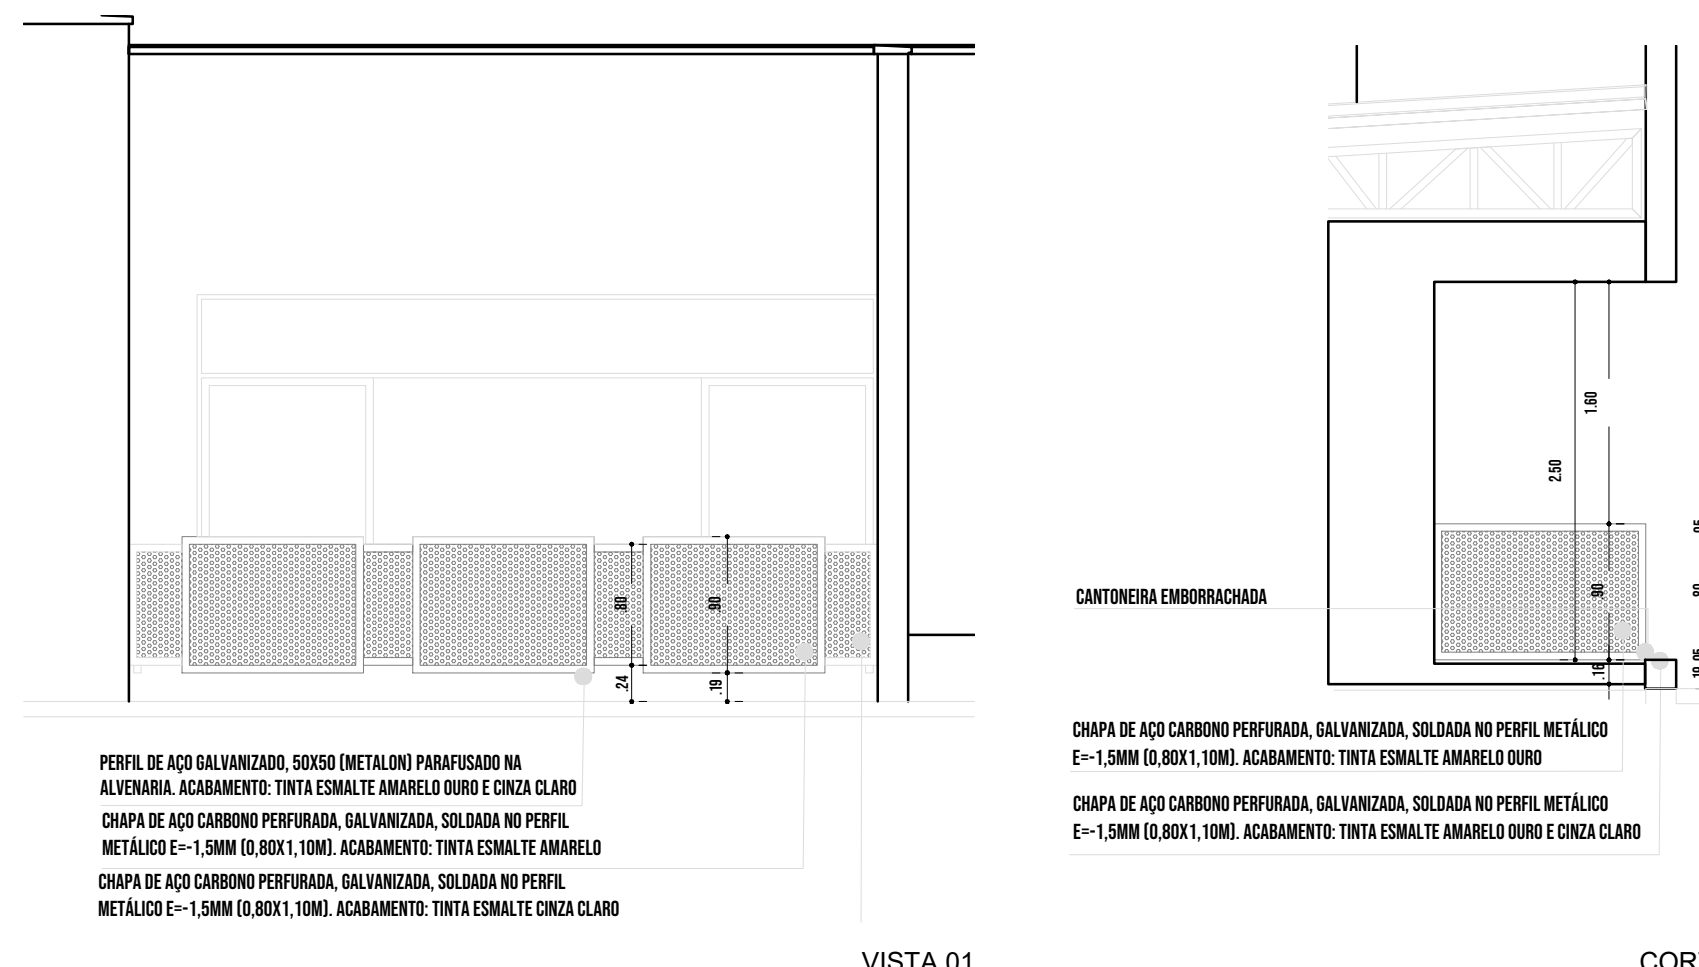 .80
.90
.24
.19
PERFIL DE AÇO GALVANIZADO, 50X50 (METALON) PARAFUSADO NA
ALVENARIA. ACABAMENTO: TINTA ESMALTE AMARELO OURO E CINZA CLARO
CHAPA DE AÇO CARBONO PERFURADA, GALVANIZADA, SOLDADA NO PERFIL
METÁLICO E=-1,5MM (0,80X1,10M). ACABAMENTO: TINTA ESMALTE AMARELO
CHAPA DE AÇO CARBONO PERFURADA, GALVANIZADA, SOLDADA NO PERFIL
METÁLICO E=-1,5MM (0,80X1,10M). ACABAMENTO: TINTA ESMALTE CINZA CLARO
VISTA 01
1.60
2.50
.90
.16
CANTONEIRA EMBORRACHADA
CHAPA DE AÇO CARBONO PERFURADA, GALVANIZADA, SOLDADA NO PERFIL METÁLICO
E=-1,5MM (0,80X1,10M). ACABAMENTO: TINTA ESMALTE AMARELO OURO
CHAPA DE AÇO CARBONO PERFURADA, GALVANIZADA, SOLDADA NO PERFIL METÁLICO
E=-1,5MM (0,80X1,10M). ACABAMENTO: TINTA ESMALTE AMARELO OURO E CINZA CLARO